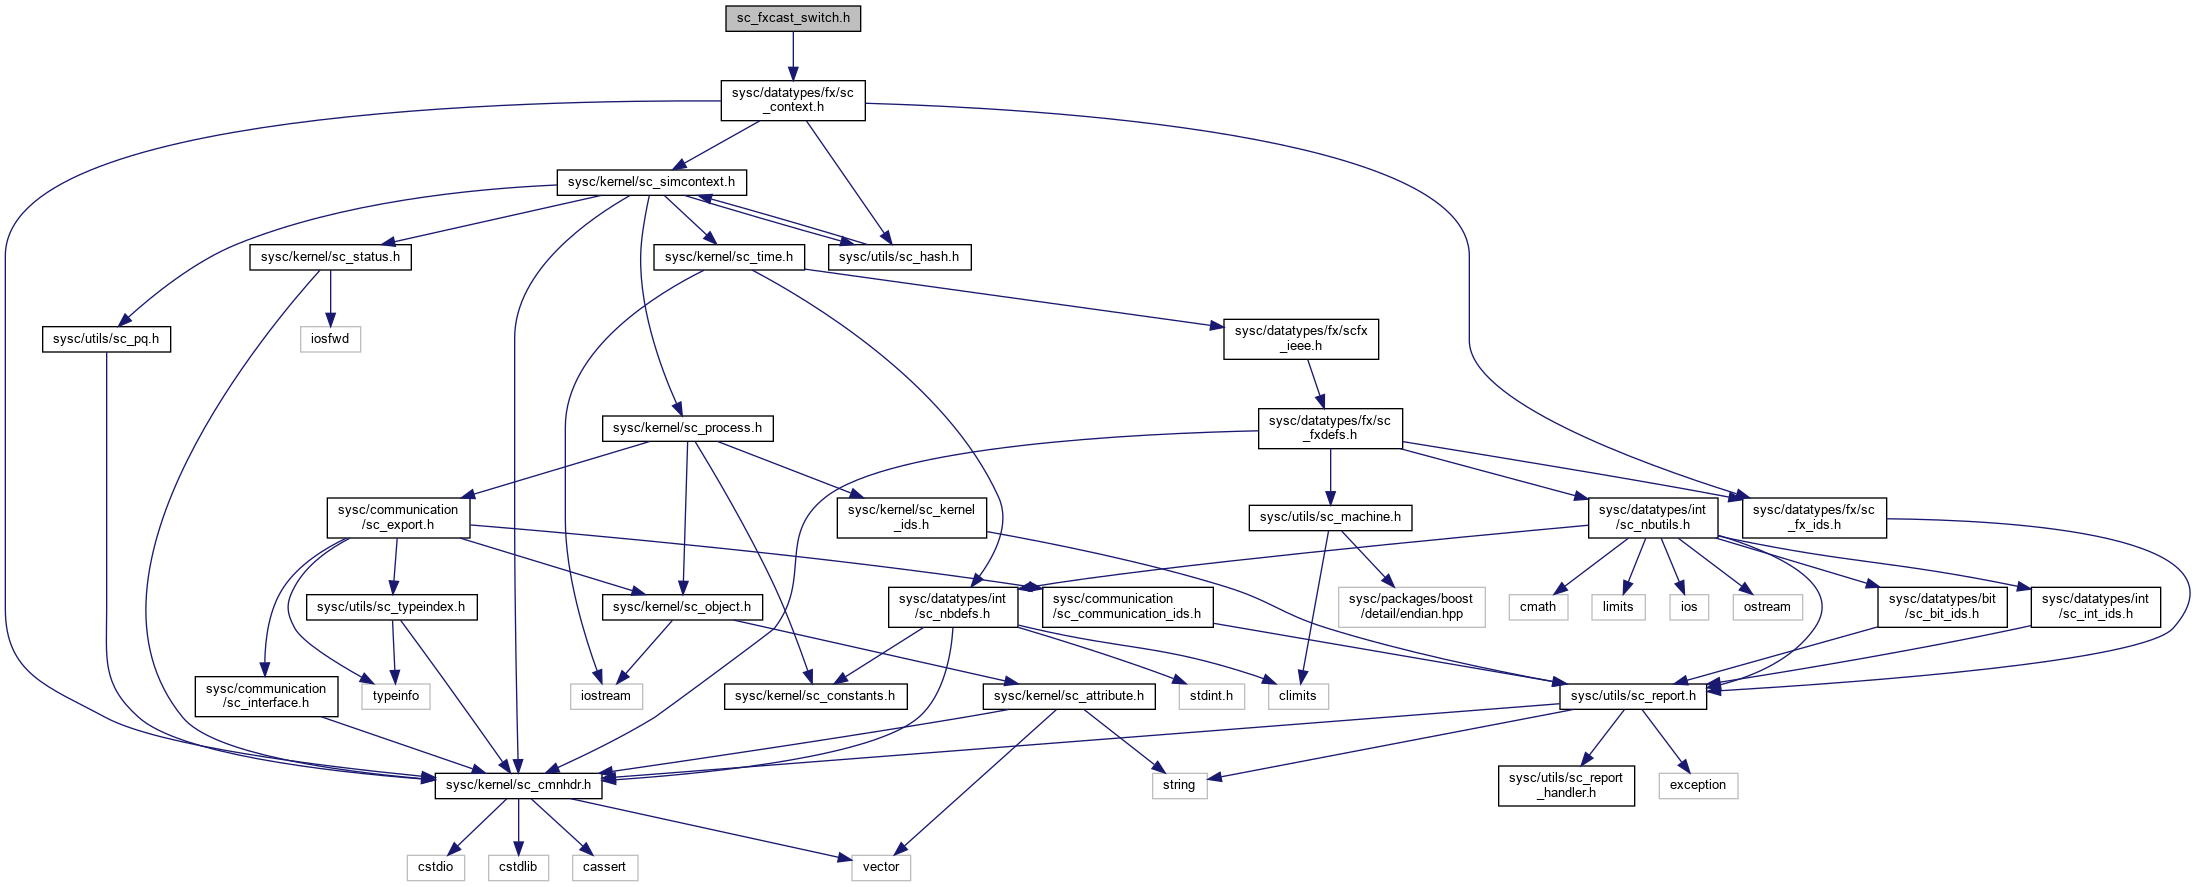 sc_fxcast_switch.h
sysc/datatypes/fx/sc
_context.h
sysc/kernel/sc_simcontext.h
sysc/kernel/sc_status.h
sysc/kernel/sc_time.h
sysc/utils/sc_hash.h
sysc/utils/sc_pq.h
iosfwd
sysc/datatypes/fx/scfx
_ieee.h
sysc/kernel/sc_process.h
sysc/datatypes/fx/sc
_fxdefs.h
sysc/communication
/sc_export.h
sysc/kernel/sc_kernel
_ids.h
sysc/utils/sc_machine.h
sysc/datatypes/int
/sc_nbutils.h
sysc/datatypes/fx/sc
_fx_ids.h
sysc/utils/sc_typeindex.h
sysc/kernel/sc_object.h
sysc/datatypes/int
/sc_nbdefs.h
sysc/communication
/sc_communication_ids.h
sysc/packages/boost
/detail/endian.hpp
cmath
limits
ios
ostream
sysc/datatypes/bit
/sc_bit_ids.h
sysc/datatypes/int
/sc_int_ids.h
sysc/communication
/sc_interface.h
typeinfo
iostream
sysc/kernel/sc_constants.h
sysc/kernel/sc_attribute.h
stdint.h
climits
sysc/utils/sc_report.h
sysc/kernel/sc_cmnhdr.h
string
sysc/utils/sc_report
_handler.h
exception
cstdio
cstdlib
cassert
vector